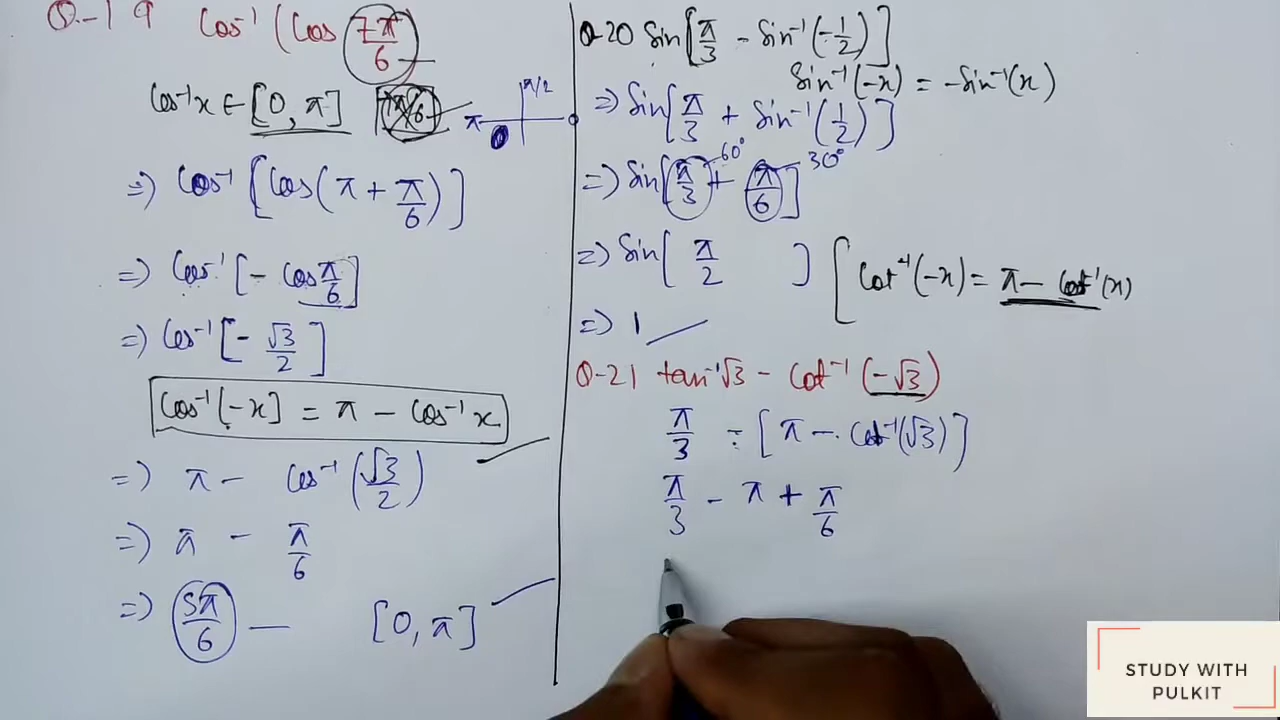 Q-19 Cos⁻¹(Cos 7π/6)
Cos⁻¹x ∈ [0, π] 7π/6 π π/2 0
⇒ Cos⁻¹[Cos(π + π/6)]
⇒ Cos⁻¹[- Cos π/6]
⇒ Cos⁻¹[- √3/2]
Cos⁻¹[-x] = π - Cos⁻¹x
⇒ π - Cos⁻¹(√3/2)
⇒ π - π/6
⇒ 5π/6 [0, π]
Q-20 Sin[π/3 - Sin⁻¹(-1/2)]
Sin⁻¹(-x) = -Sin⁻¹(x)
⇒ Sin[π/3 + Sin⁻¹(1/2)]
⇒ Sin[π/3 + π/6] 60° 30°
⇒ Sin[π/2]
[Cot⁻¹(-x) = π - Cot⁻¹(x)
⇒ 1
Q-21 tan⁻¹√3 - Cot⁻¹(-√3)
π/3 - [π - Cot⁻¹(√3)]
π/3 - π + π/6
STUDY WITH
PULKIT